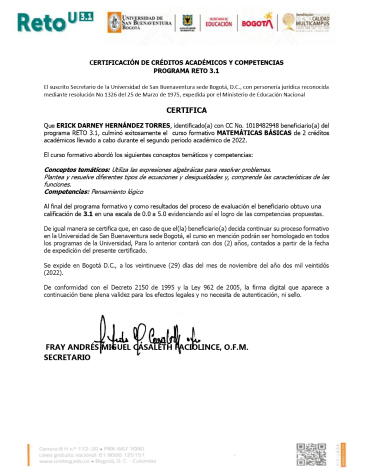 RetoU 3.1
UNIVERSIDAD DE
SAN BUENAVENTURA
BOGOTÁ
SECRETARÍA DE
EDUCACIÓN
BOGOTÁ
CALIDAD
MULTICAMPUS
CERTIFICACIÓN DE CRÉDITOS ACADÉMICOS Y COMPETENCIAS
PROGRAMA RETO 3.1
El suscrito Secretario de la Universidad de San Buenaventura sede Bogotá, D.C., con personería jurídica reconocida
mediante resolución No 1326 del 25 de Marzo de 1975, expedida por el Ministerio de Educación Nacional
CERTIFICA
Que ERICK DARNEY HERNÁNDEZ TORRES, identificado(a) con CC No. 1018482948 beneficiario(a) del
programa RETO 3.1, culminó exitosamente el curso formativo MATEMÁTICAS BÁSICAS de 2 créditos
académicos llevado a cabo durante el segundo periodo académico de 2022.
El curso formativo abordó los siguientes conceptos temáticos y competencias:
Conceptos temáticos: Utiliza las expresiones algebraicas para resolver problemas.
Plantea y resuelve diferentes tipos de ecuaciones y desigualdades y, comprende las características de las
funciones.
Competencias: Pensamiento lógico
Al final del programa formativo y como resultados del proceso de evaluación el beneficiario obtuvo una
calificación de 3.1 en una escala de 0.0 a 5.0 evidenciando así el logro de las competencias propuestas.
De igual manera se certifica que, en caso de que el(la) beneficiario(a) decida continuar su proceso formativo
en la Universidad de San Buenaventura sede Bogotá, el curso en mención podrán ser homologado en todos
los programas de la Universidad, Para lo anterior contará con dos (2) años, contados a partir de la fecha
de expedición del presente certificado.
Se expide en Bogotá D.C., a los veintinueve (29) días del mes de noviembre del año dos mil veintidós
(2022).
De conformidad con el Decreto 2150 de 1995 y la Ley 962 de 2005, la firma digital que aparece a
continuación tiene plena validez para los efectos legales y no necesita de autenticación, ni sello.
FRAY ANDRÉS MIGUEL CASALETH FACIOLINCE, O.F.M.
SECRETARIO